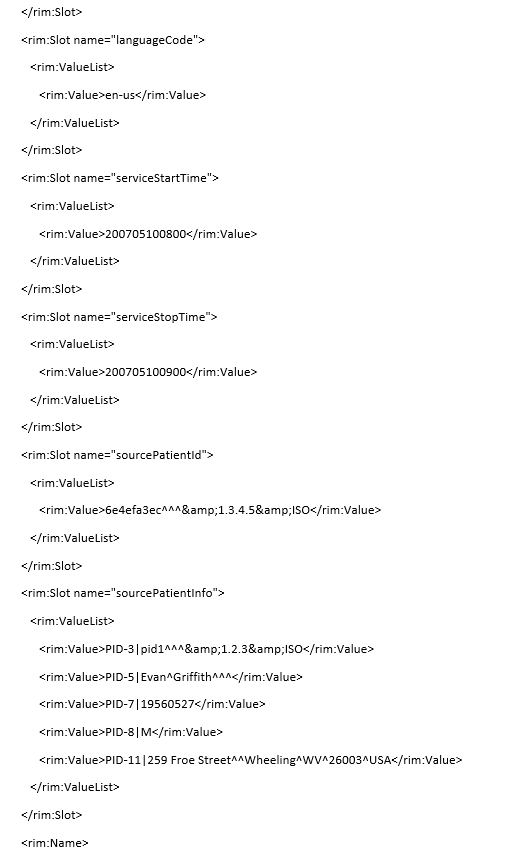 </rim:Slot>
<rim:Slot name="languageCode">
<rim:ValueList>
<rim:Value>en-us</rim:Value>
</rim:ValueList>
</rim:Slot>
<rim:Slot name="serviceStartTime">
<rim:ValueList>
<rim:Value>200705100800</rim:Value>
</rim:ValueList>
</rim:Slot>
<rim:Slot name="serviceStopTime">
<rim:ValueList>
<rim:Value>200705100900</rim:Value>
</rim:ValueList>
</rim:Slot>
<rim:Slot name="sourcePatientId">
<rim:ValueList>
<rim:Value>6e4efa3ec^^^&amp;1.3.4.5&amp;ISO</rim:Value>
</rim:ValueList>
</rim:Slot>
<rim:Slot name="sourcePatientInfo">
<rim:ValueList>
<rim:Value>PID-3|pid1^^^&amp;1.2.3&amp;ISO</rim:Value>
<rim:Value>PID-5|Evan^Griffith^^^</rim:Value>
<rim:Value>PID-7|19560527</rim:Value>
<rim:Value>PID-8|M</rim:Value>
<rim:Value>PID-11|259 Froe Street^^Wheeling^WV^26003^USA</rim:Value>
</rim:ValueList>
</rim:Slot>
<rim:Name>